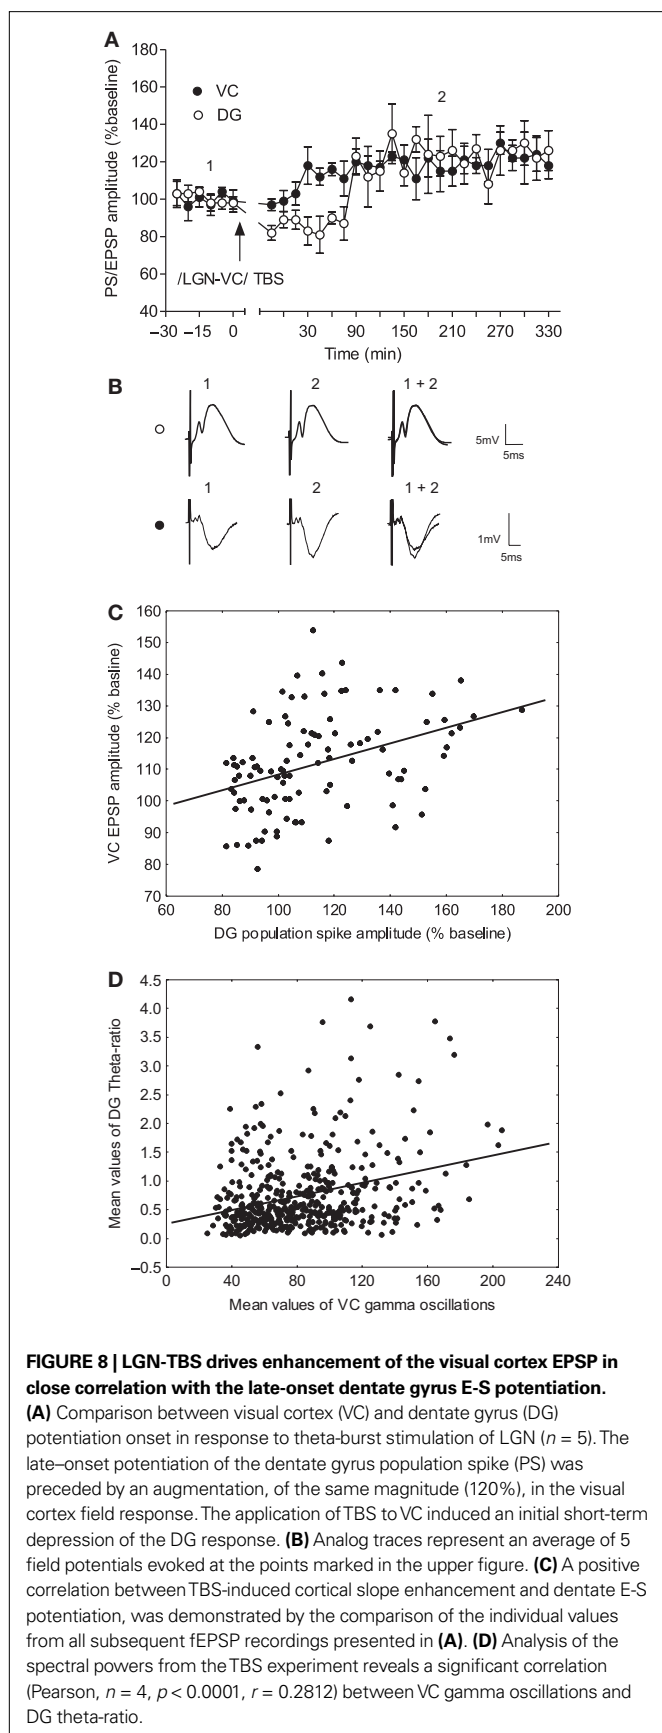 A
180
160
140
120
100
80
60
40
PS/EPSP amplitude (%baseline)
VC
DG
1
2
/LGN-VC/ TBS
–30 –15 0 30 60 90 120 150 180 210 240 270 300 330
Time (min)
B
1 2 1 + 2
5mV
5ms
1 2 1 + 2
1mV
5ms
C
160
150
140
130
120
110
100
90
80
70
VC EPSP amplitude (% basline)
60 80 100 120 140 160 180 200
DG population spike amplitude (% baseline)
D
4.5
4.0
3.5
3.0
2.5
2.0
1.5
1.0
0.5
0.0
–0.5
Mean values of DG Theta-ratio
0 40 80 120 160 200 240
Mean values of VC gamma oscillations
FIGURE 8 | LGN-TBS drives enhancement of the visual cortex EPSP in
close correlation with the late-onset dentate gyrus E-S potentiation.
(A) Comparison between visual cortex (VC) and dentate gyrus (DG)
potentiation onset in response to theta-burst stimulation of LGN (n = 5). The
late–onset potentiation of the dentate gyrus population spike (PS) was
preceded by an augmentation, of the same magnitude (120%), in the visual
cortex field response. The application of TBS to VC induced an initial short-term
depression of the DG response. (B) Analog traces represent an average of 5
field potentials evoked at the points marked in the upper figure. (C) A positive
correlation between TBS-induced cortical slope enhancement and dentate E-S
potentiation, was demonstrated by the comparison of the individual values
from all subsequent fEPSP recordings presented in (A). (D) Analysis of the
spectral powers from the TBS experiment reveals a significant correlation
(Pearson, n = 4, p < 0.0001, r = 0.2812) between VC gamma oscillations and
DG theta-ratio.